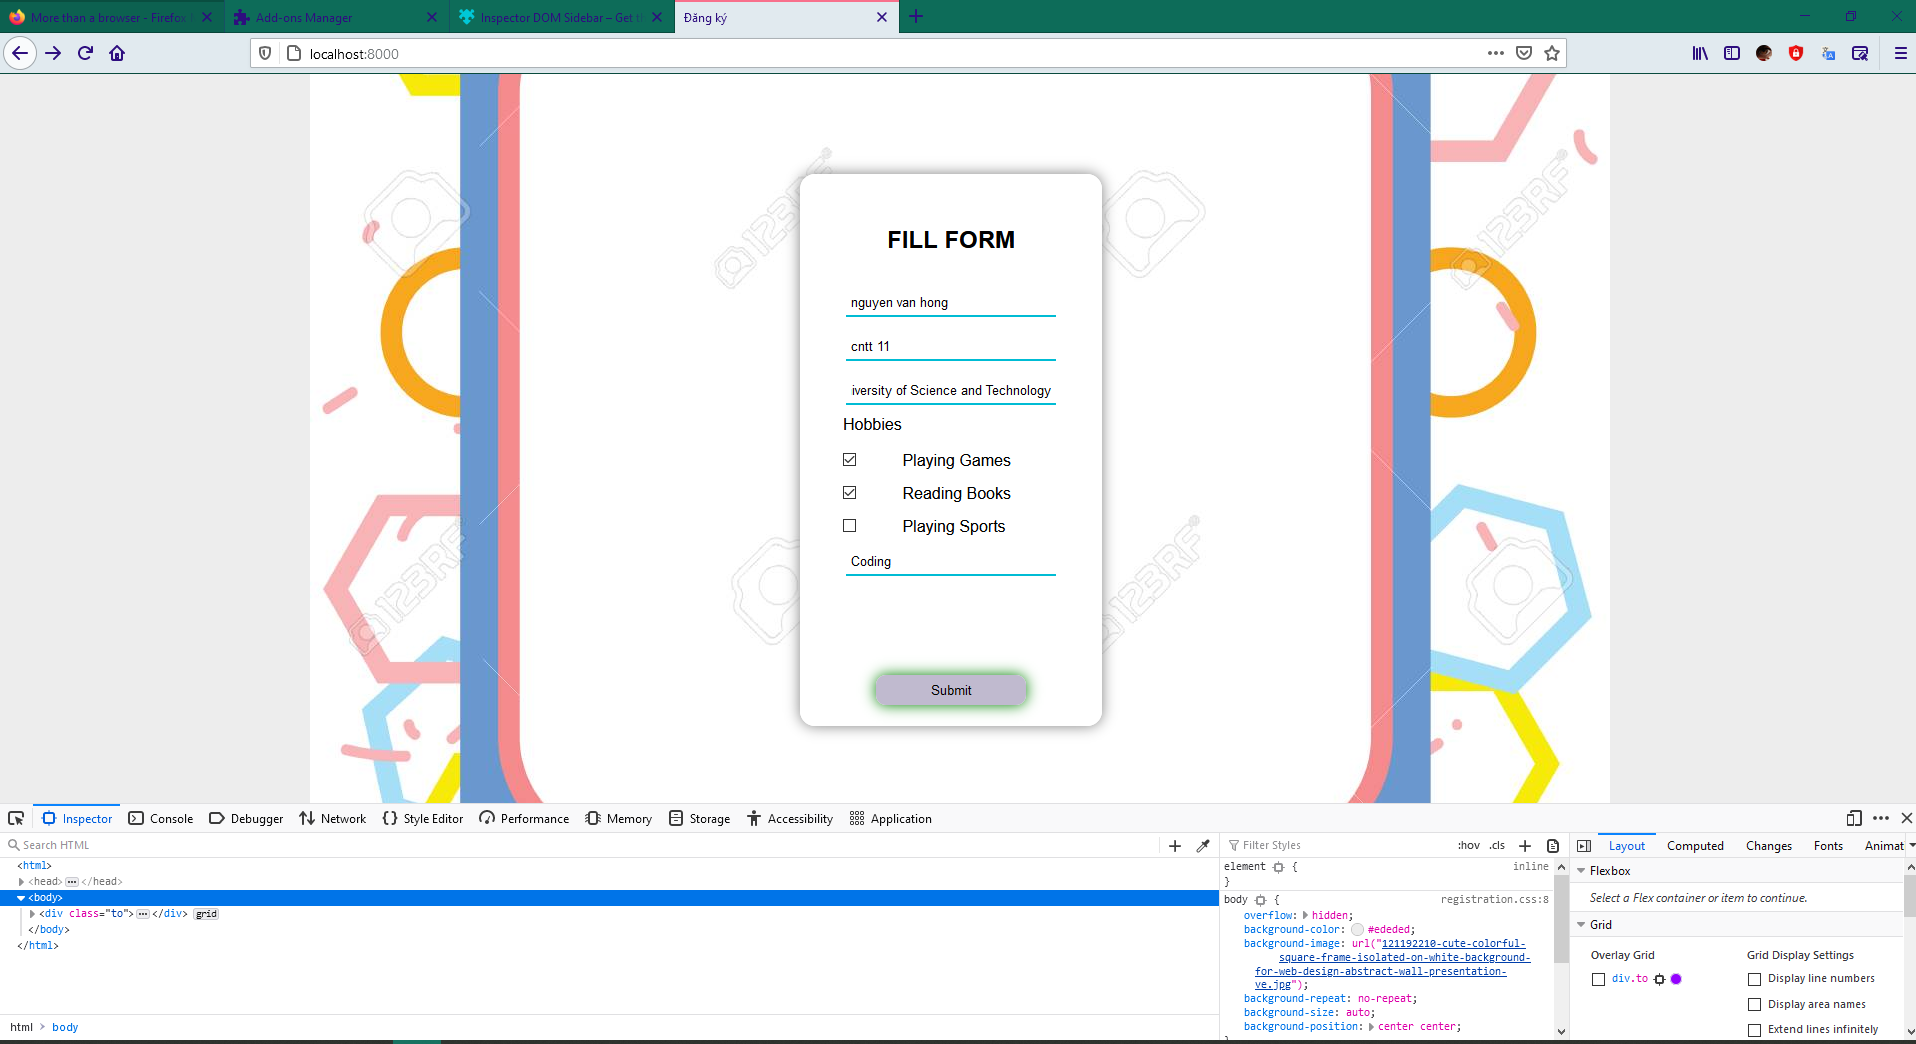 More than a browser - Firefox
Add-ons Manager
Inspector DOM Sidebar – Get t
Đăng ký
localhost:8000
123RF
123RF
123RF
123RF
FILL FORM
nguyen van hong
cntt 11
iversity of Science and Technology
Hobbies
Playing Games
Reading Books
Playing Sports
Coding
Submit
Inspector Console Debugger Network Style Editor Performance Memory Storage Accessibility Application
Search HTML
<html>
<head> ••• </head>
<body>
<div class="to"> ••• </div> grid
</body>
</html>
html > body
Filter Styles :hov .cls +
element { inline
}
body { registration.css:8
overflow: hidden;
background-color: #ededed;
background-image: url("121192210-cute-colorful-
square-frame-isolated-on-white-background-
for-web-design-abstract-wall-presentation-
ve.jpg");
background-repeat: no-repeat;
background-size: auto;
background-position: center center;
Layout Computed Changes Fonts Animat
Flexbox
Select a Flex container or item to continue.
Grid
Overlay Grid
div.to
Grid Display Settings
Display line numbers
Display area names
Extend lines infinitely